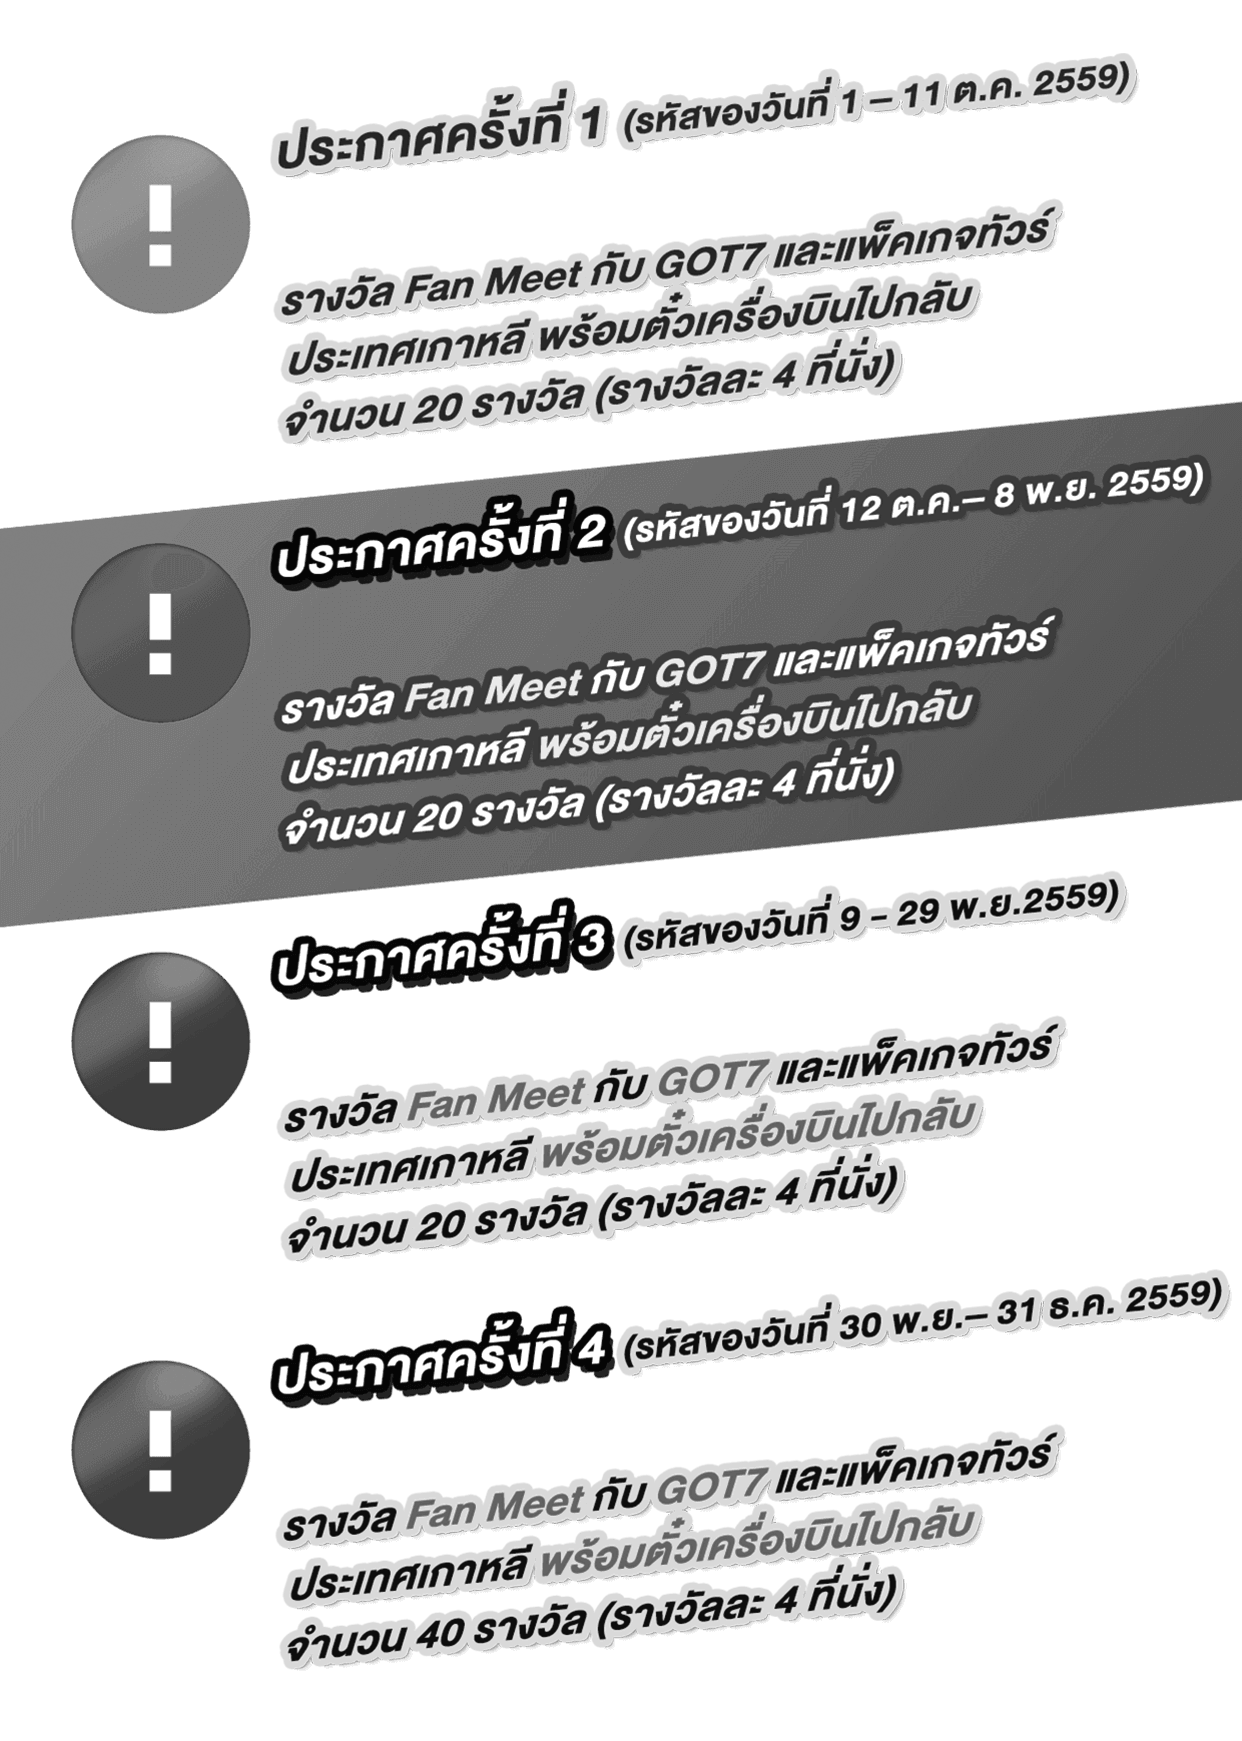 ประกาศครั้งที่ 1 (รหัสของวันที่ 1 – 11 ต.ค. 2559)
รางวัล Fan Meet กับ GOT7 และแพ็คเกจทัวร์
ประเทศเกาหลี พร้อมตั๋วเครื่องบินไปกลับ
จำนวน 20 รางวัล (รางวัลละ 4 ที่นั่ง)
ประกาศครั้งที่ 2 (รหัสของวันที่ 12 ต.ค.– 8 พ.ย. 2559)
รางวัล Fan Meet กับ GOT7 และแพ็คเกจทัวร์
ประเทศเกาหลี พร้อมตั๋วเครื่องบินไปกลับ
จำนวน 20 รางวัล (รางวัลละ 4 ที่นั่ง)
ประกาศครั้งที่ 3 (รหัสของวันที่ 9 - 29 พ.ย.2559)
รางวัล Fan Meet กับ GOT7 และแพ็คเกจทัวร์
ประเทศเกาหลี พร้อมตั๋วเครื่องบินไปกลับ
จำนวน 20 รางวัล (รางวัลละ 4 ที่นั่ง)
ประกาศครั้งที่ 4 (รหัสของวันที่ 30 พ.ย.– 31 ธ.ค. 2559)
รางวัล Fan Meet กับ GOT7 และแพ็คเกจทัวร์
ประเทศเกาหลี พร้อมตั๋วเครื่องบินไปกลับ
จำนวน 40 รางวัล (รางวัลละ 4 ที่นั่ง)